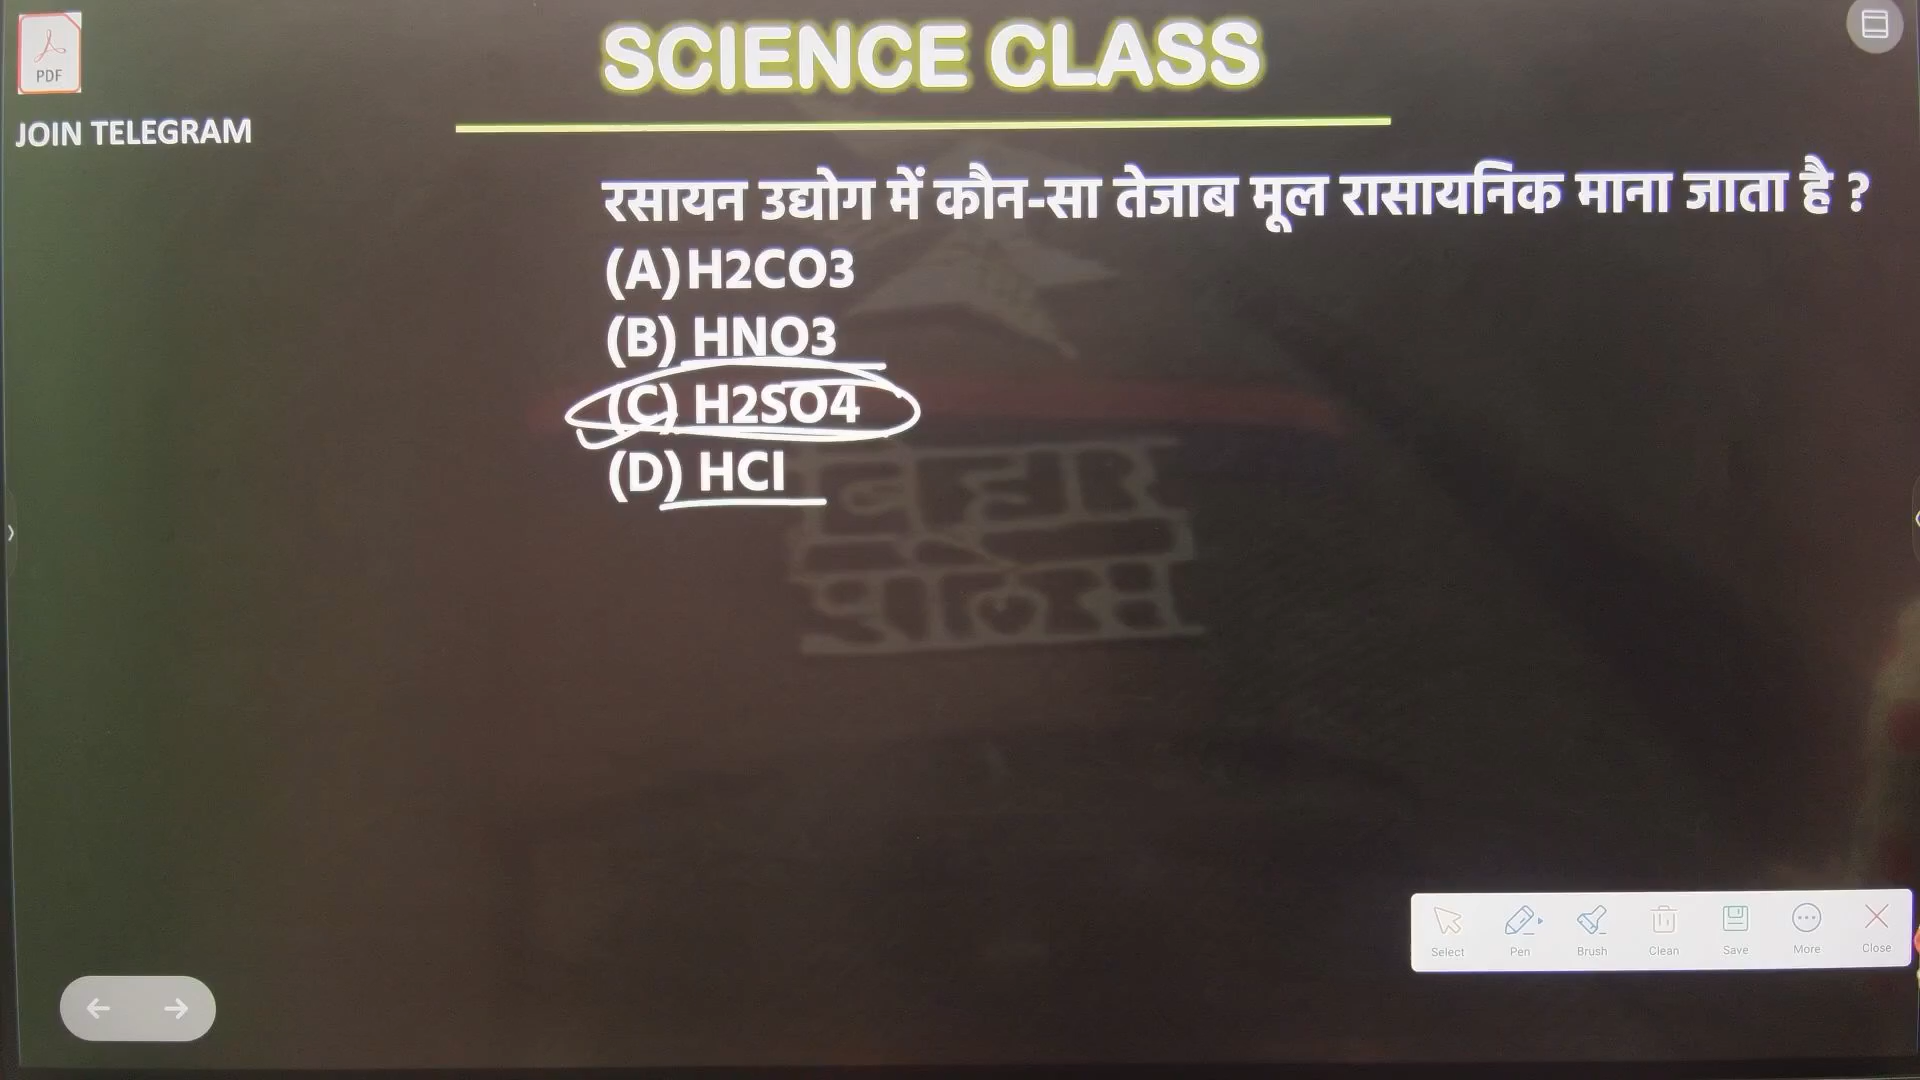 SCIENCE CLASS
PDF
JOIN TELEGRAM
रसायन उद्योग में कौन-सा तेजाब मूल रासायनिक माना जाता है ?
(A) H2CO3
(B) HNO3
(C) H2SO4
(D) HCl
Select Pen Brush Clean Save More Close